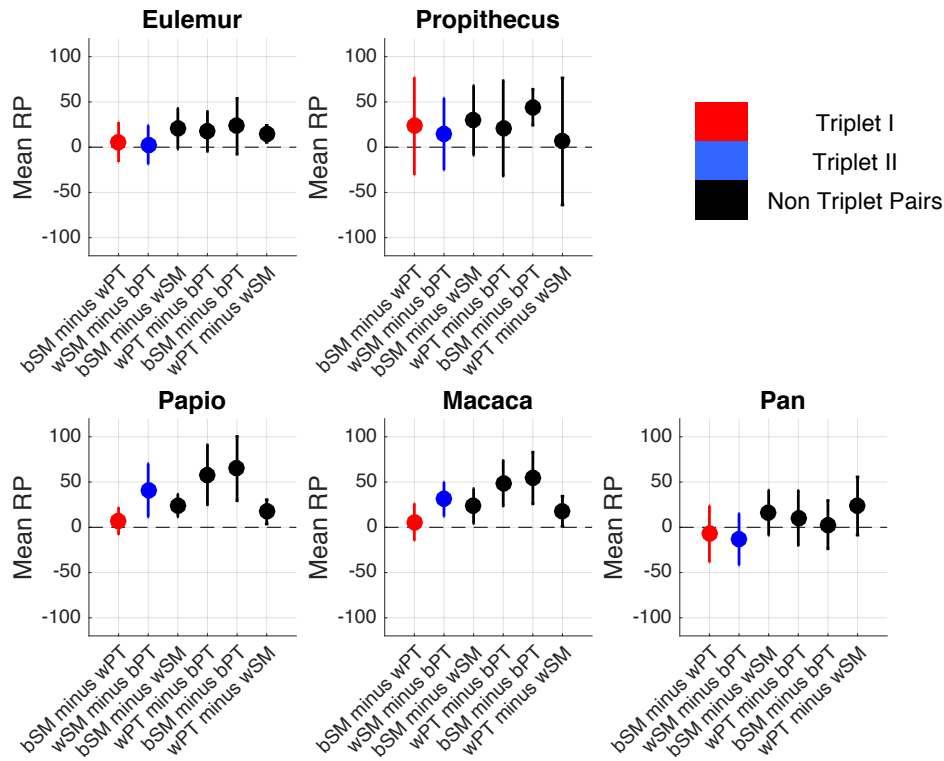 Eulemur
Mean RP
100
50
0
-50
-100
bSM minus wPT
wSM minus bPT
bSM minus wSM
wPT minus bPT
bSM minus bPT
wPT minus wSM
Propithecus
Mean RP
100
50
0
-50
-100
bSM minus wPT
wSM minus bPT
bSM minus wSM
wPT minus bPT
bSM minus bPT
wPT minus wSM
Triplet I
Triplet II
Non Triplet Pairs
Papio
Mean RP
100
50
0
-50
-100
bSM minus wPT
wSM minus bPT
bSM minus wSM
wPT minus bPT
bSM minus bPT
wPT minus wSM
Macaca
Mean RP
100
50
0
-50
-100
bSM minus wPT
wSM minus bPT
bSM minus wSM
wPT minus bPT
bSM minus bPT
wPT minus wSM
Pan
Mean RP
100
50
0
-50
-100
bSM minus wPT
wSM minus bPT
bSM minus wSM
wPT minus bPT
bSM minus bPT
wPT minus wSM